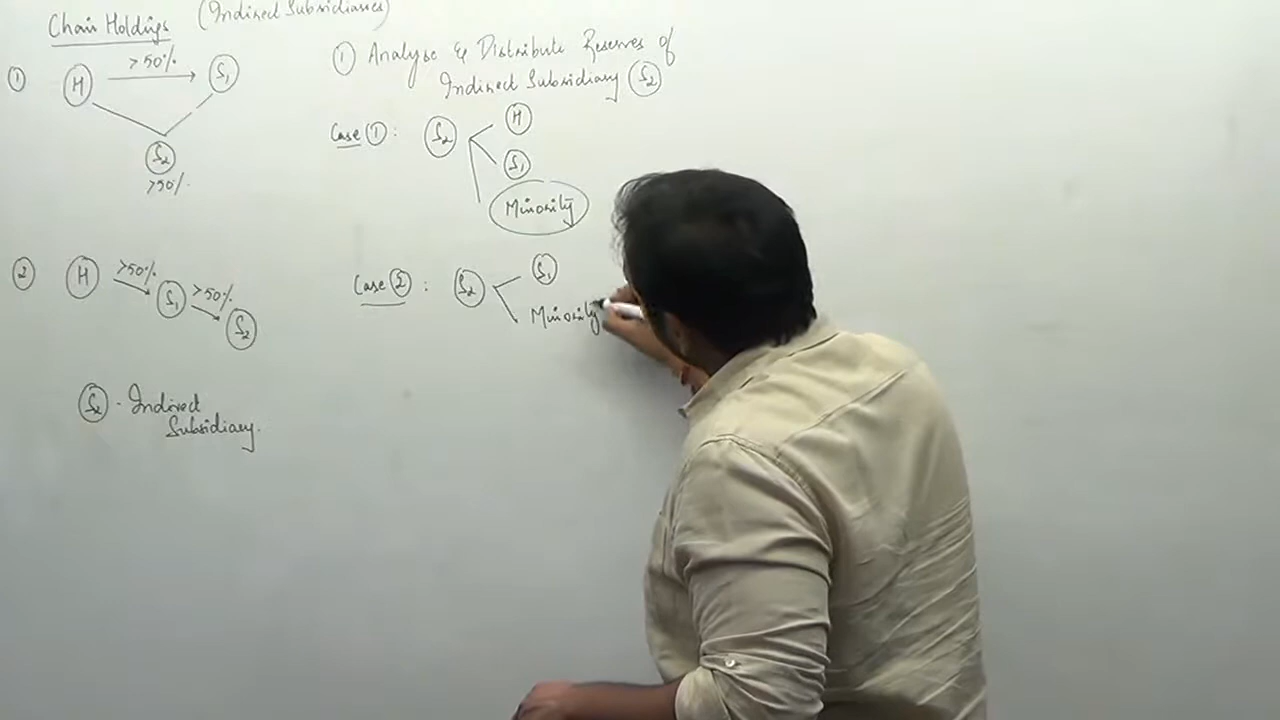 Chain Holdings (Indirect Subsidiaries)
① H >50% S₁
S₂
>50%.
② H >50% S₁ >50% S₂
S₂ - Indirect
Subsidiary.
① Analyse & Distribute Reserves of
Indirect Subsidiary S₂
Case ① : S₂ H
S₁
Minority
Case ② : S₂ S₁
Minority